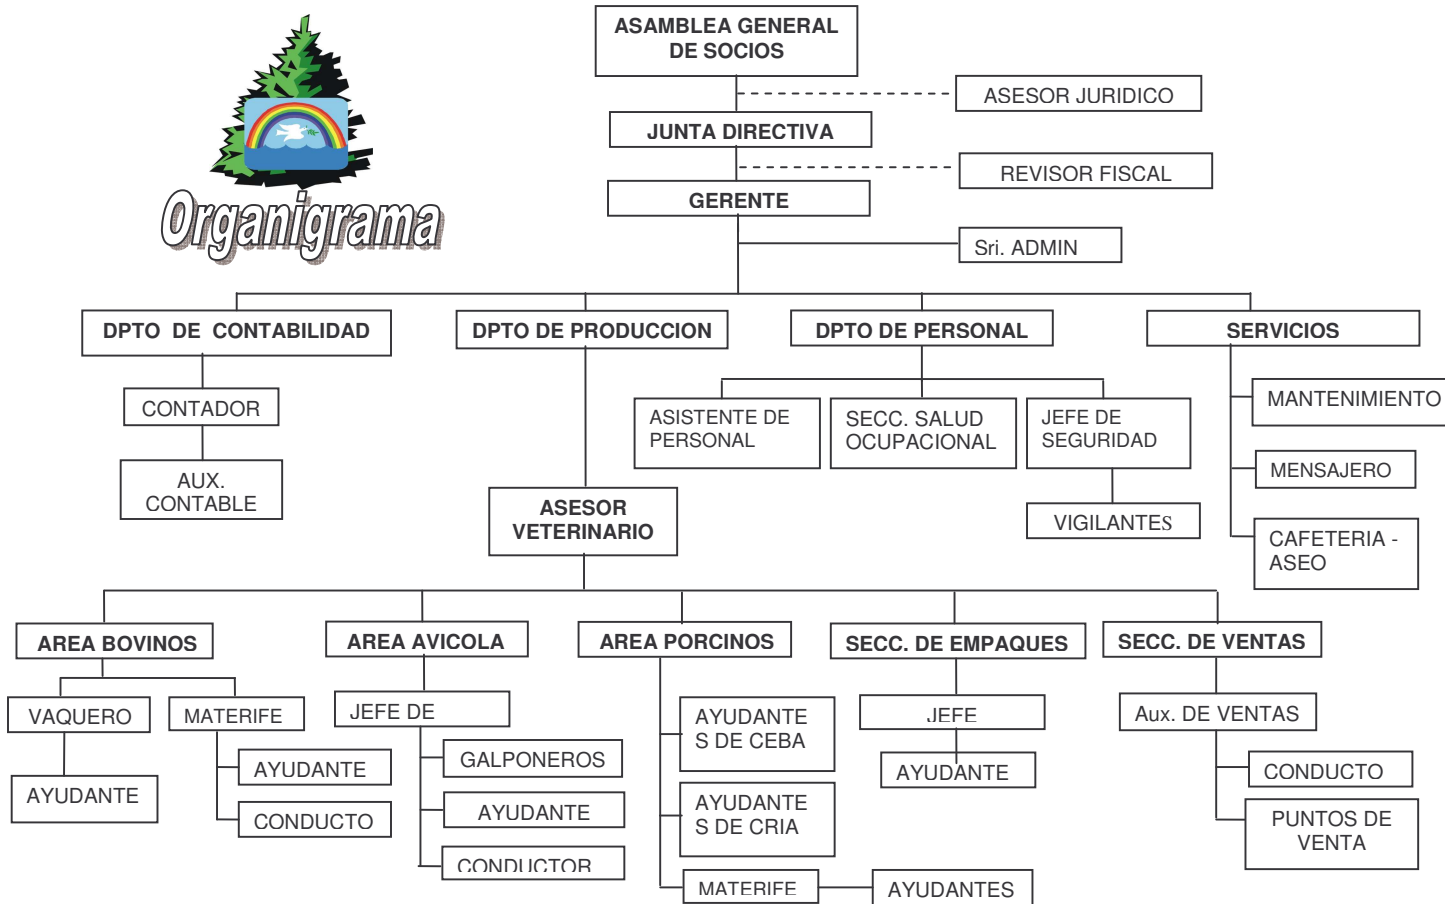 ASAMBLEA GENERAL
DE SOCIOS
ASESOR JURIDICO
JUNTA DIRECTIVA
REVISOR FISCAL
GERENTE
Organigrama
Sri. ADMIN
DPTO DE CONTABILIDAD
DPTO DE PRODUCCION
DPTO DE PERSONAL
SERVICIOS
CONTADOR
AUX.
CONTABLE
ASISTENTE DE
PERSONAL
SECC. SALUD
OCUPACIONAL
JEFE DE
SEGURIDAD
VIGILANTES
MANTENIMIENTO
MENSAJERO
CAFETERIA -
ASEO
ASESOR
VETERINARIO
AREA BOVINOS
AREA AVICOLA
AREA PORCINOS
SECC. DE EMPAQUES
SECC. DE VENTAS
VAQUERO
MATERIFE
AYUDANTE
AYUDANTE
CONDUCTO
JEFE DE
GALPONEROS
AYUDANTE
CONDUCTOR
AYUDANTE
S DE CEBA
AYUDANTE
S DE CRIA
MATERIFE
AYUDANTES
JEFE
AYUDANTE
Aux. DE VENTAS
CONDUCTO
PUNTOS DE
VENTA